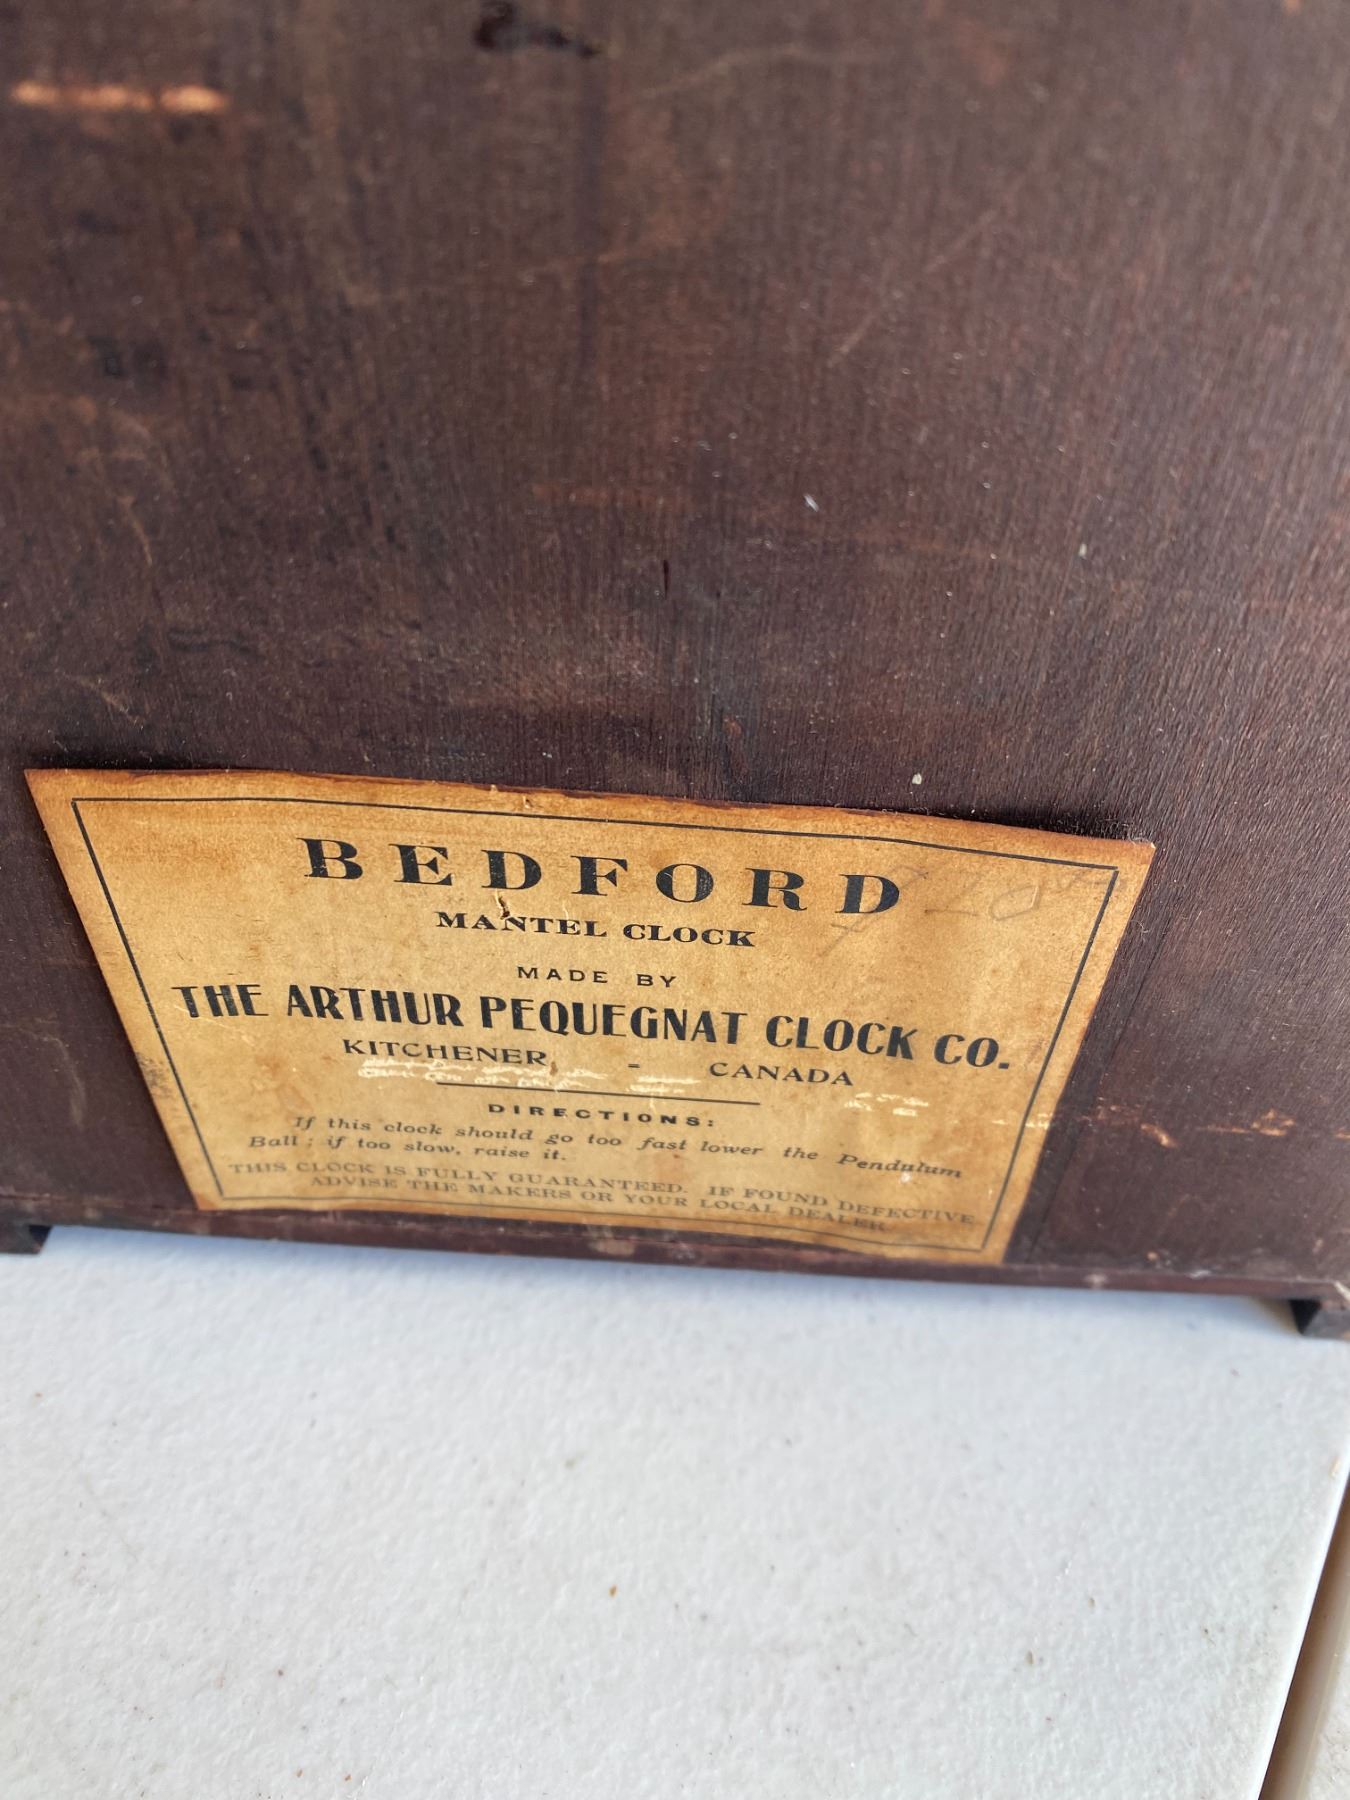 BEDFORD
MANTEL CLOCK
MADE BY
THE ARTHUR PEQUEGNAT CLOCK CO.
KITCHENER - CANADA
DIRECTIONS:
If this clock should go too fast lower the Pendulum
Ball; if too slow, raise it.
THIS CLOCK IS FULLY GUARANTEED. IF FOUND DEFECTIVE
ADVISE THE MAKERS OR YOUR LOCAL DEALER